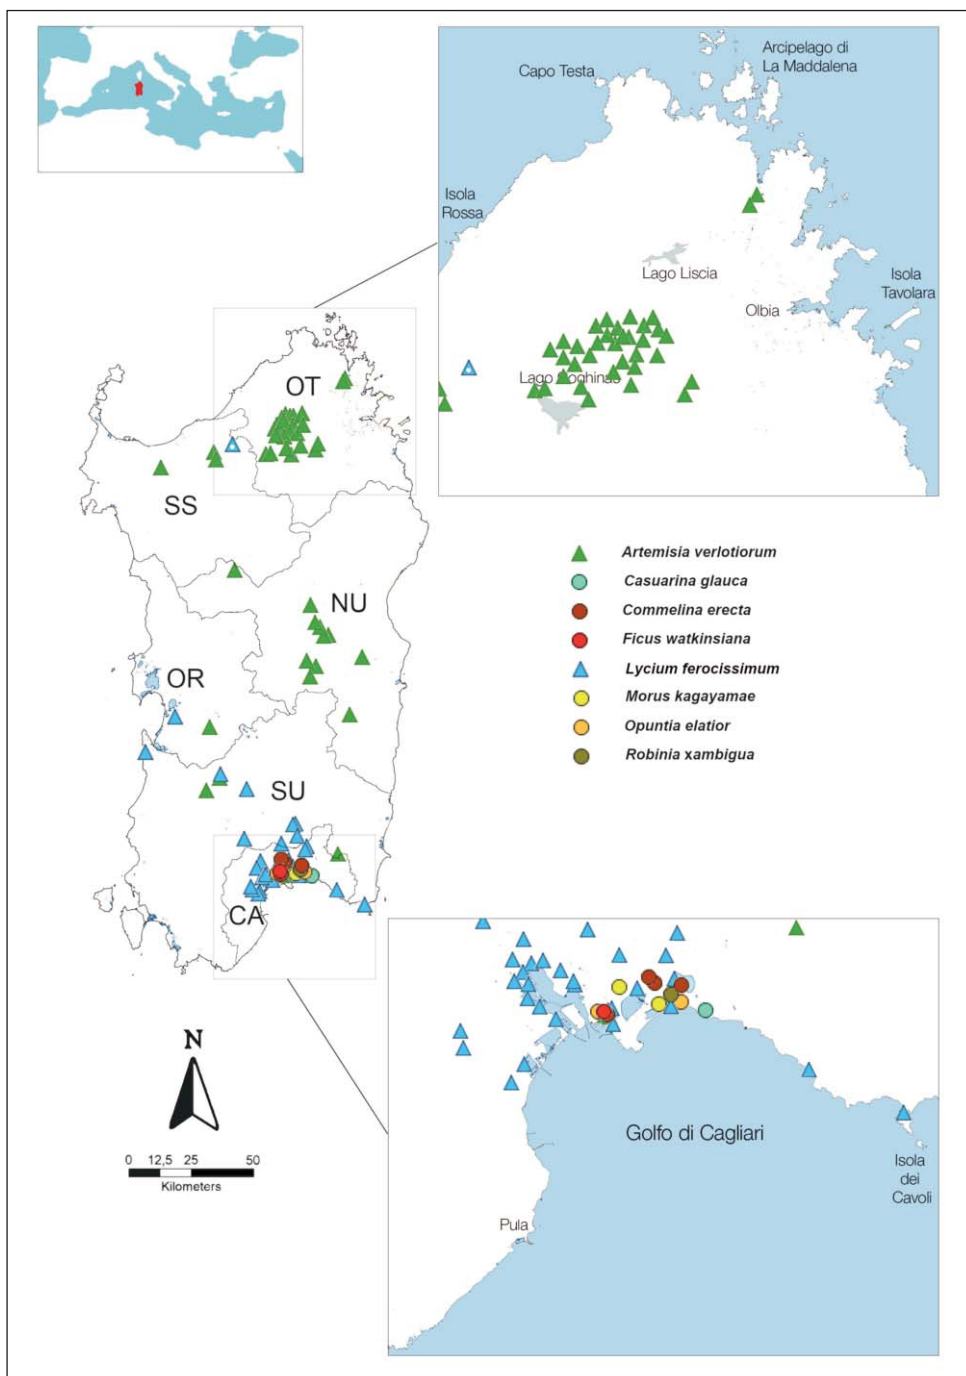 Arcipelago di
La Maddalena
Capo Testa
Isola
Rossa
Lago Liscia
Isola
Tavolara
Olbia
Lago Coghinas
OT
SS
NU
OR
SU
CA
Artemisia verlotiorum
Casuarina glauca
Commelina erecta
Ficus watkinsiana
Lycium ferocissimum
Morus kagayamae
Opuntia elatior
Robinia xambigua
N
0 12,5 25 50
Kilometers
Golfo di Cagliari
Isola
dei
Cavoli
Pula